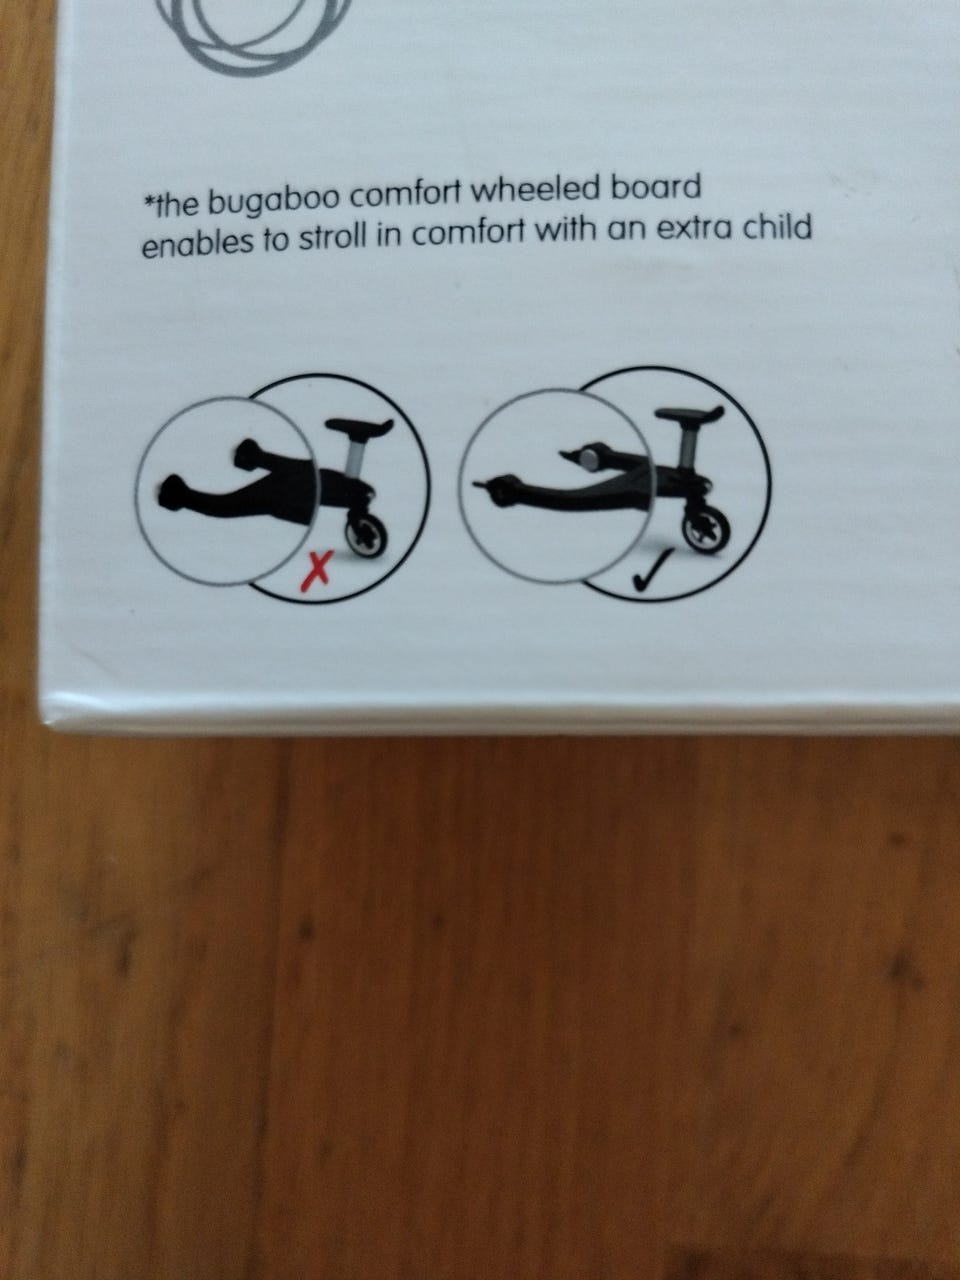 *the bugaboo comfort wheeled board
enables to stroll in comfort with an extra child